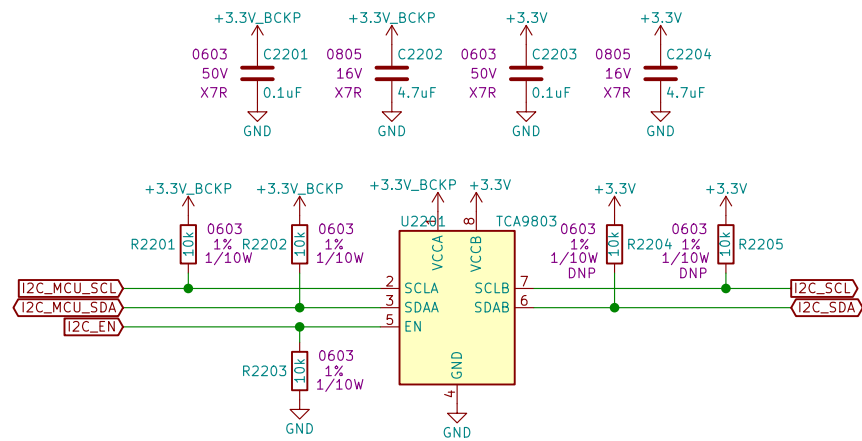 +3.3V_BCKP
+3.3V_BCKP
+3.3V
+3.3V
0603
50V
X7R
C2201
0.1uF
GND
0805
16V
X7R
C2202
4.7uF
GND
0603
50V
X7R
C2203
0.1uF
GND
0805
16V
X7R
C2204
4.7uF
GND
+3.3V_BCKP
+3.3V_BCKP
+3.3V_BCKP
+3.3V
+3.3V
+3.3V
R2201
10k
0603
1%
1/10W
R2202
10k
0603
1%
1/10W
U2201
TCA9803
1
8
VCCA
VCCB
0603
1%
1/10W
DNP
10k
R2204
0603
1%
1/10W
DNP
10k
R2205
I2C_MCU_SCL
2
SCLA
SCLB
7
I2C_SCL
I2C_MCU_SDA
3
SDAA
SDAB
6
I2C_SDA
I2C_EN
5
EN
R2203
10k
0603
1%
1/10W
GND
GND
4
GND